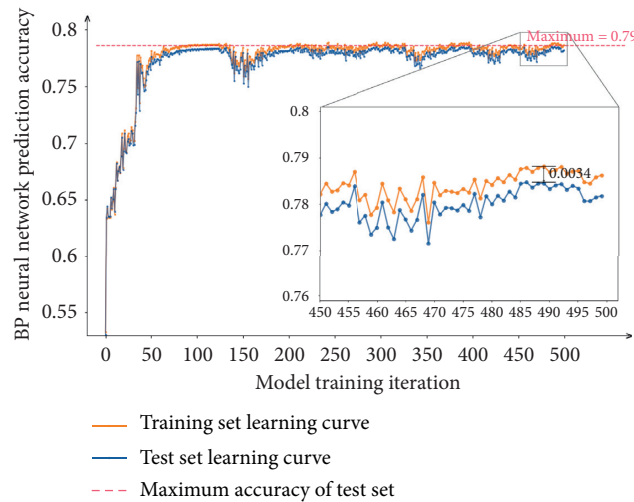 BP neural network prediction accuracy
0.8
0.75
0.7
0.65
0.6
0.55
Maximum = 0.79
0.8
0.79
0.78
0.77
0.76
0.0034
450 455 460 465 470 475 480 485 490 495 500
0 50 100 150 200 250 300 350 400 450 500
Model training iteration
Training set learning curve
Test set learning curve
Maximum accuracy of test set